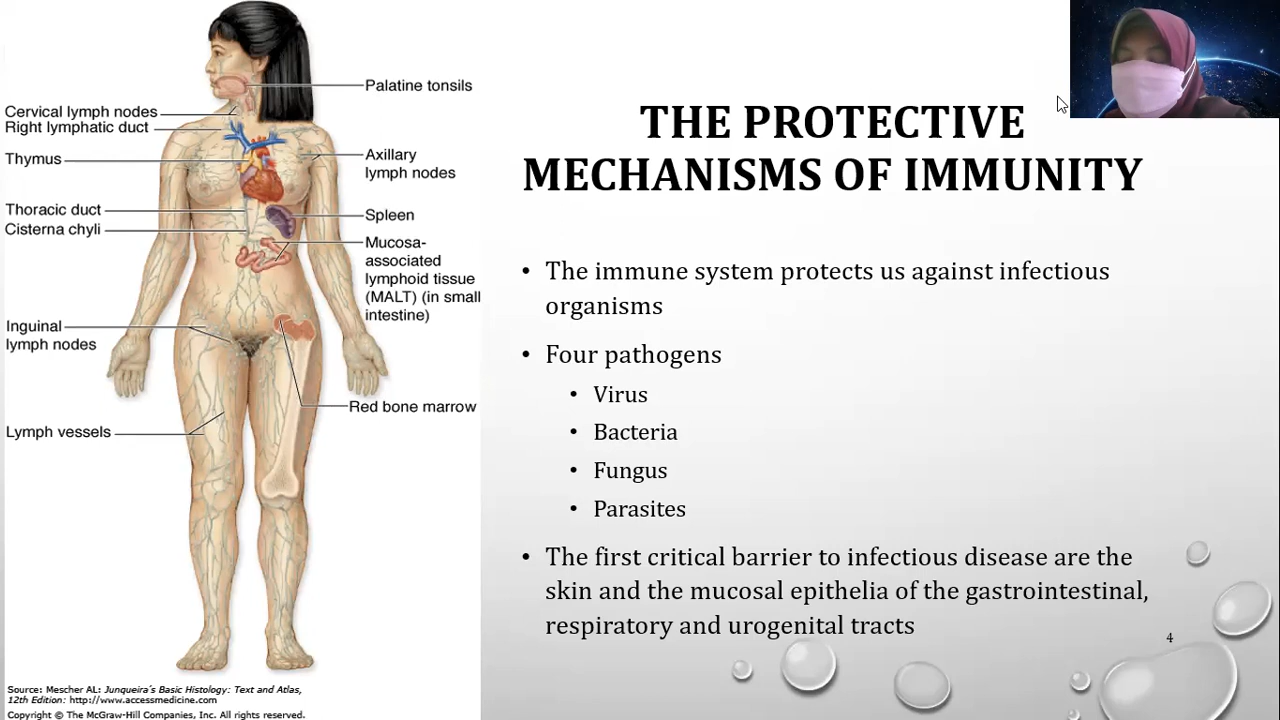 Palatine tonsils
Cervical lymph nodes
Right lymphatic duct
Thymus
Axillary
lymph nodes
Thoracic duct
Cisterna chyli
Spleen
Mucosa-
associated
lymphoid tissue
(MALT) (in small
intestine)
Inguinal
lymph nodes
Red bone marrow
Lymph vessels
Source: Mescher AL: Junqueira's Basic Histology: Text and Atlas,
12th Edition: http://www.accessmedicine.com
Copyright © The McGraw-Hill Companies, Inc. All rights reserved.
THE PROTECTIVE
MECHANISMS OF IMMUNITY
• The immune system protects us against infectious
organisms
• Four pathogens
• Virus
• Bacteria
• Fungus
• Parasites
• The first critical barrier to infectious disease are the
skin and the mucosal epithelia of the gastrointestinal,
respiratory and urogenital tracts
4